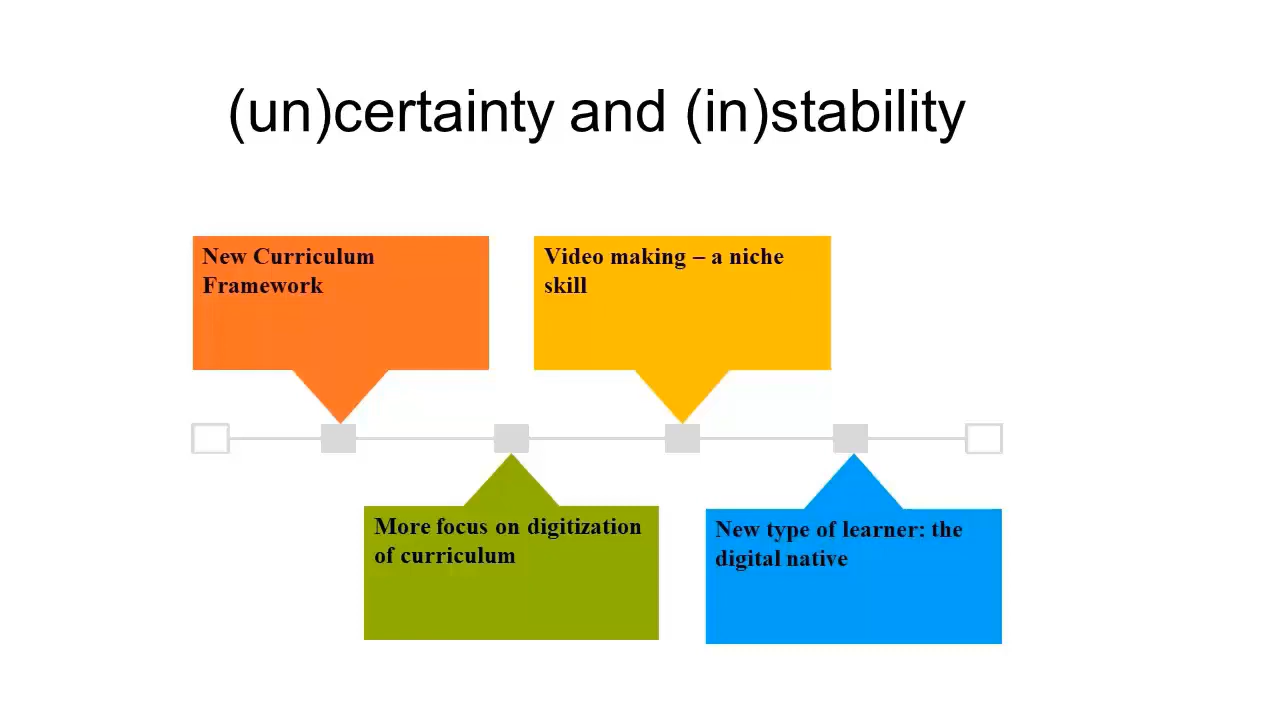 (un)certainty and (in)stability
New Curriculum
Framework
Video making – a niche
skill
More focus on digitization
of curriculum
New type of learner: the
digital native